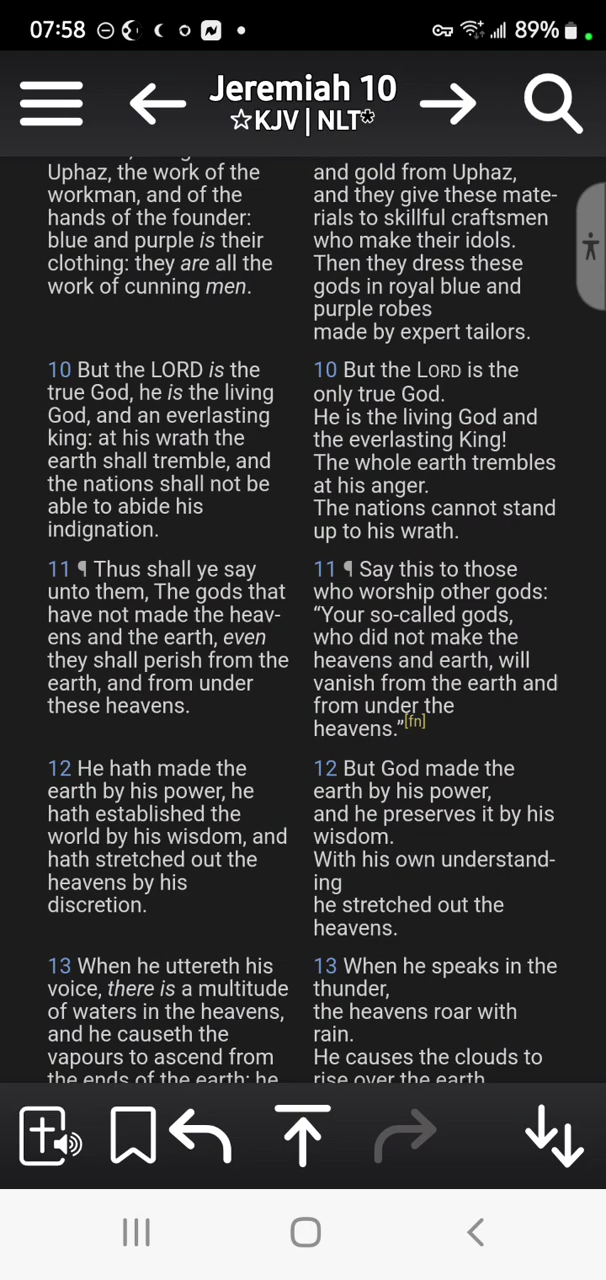 07:58
89%
Jeremiah 10
☆KJV | NLT*
Uphaz, the work of the
workman, and of the
hands of the founder:
blue and purple is their
clothing: they are all the
work of cunning men.
10 But the LORD is the
true God, he is the living
God, and an everlasting
king: at his wrath the
earth shall tremble, and
the nations shall not be
able to abide his
indignation.
11 ¶ Thus shall ye say
unto them, The gods that
have not made the heav-
ens and the earth, even
they shall perish from the
earth, and from under
these heavens.
12 He hath made the
earth by his power, he
hath established the
world by his wisdom, and
hath stretched out the
heavens by his
discretion.
13 When he uttereth his
voice, there is a multitude
of waters in the heavens,
and he causeth the
vapours to ascend from
the ends of the earth; he
and gold from Uphaz,
and they give these mate-
rials to skillful craftsmen
who make their idols.
Then they dress these
gods in royal blue and
purple robes
made by expert tailors.
10 But the LORD is the
only true God.
He is the living God and
the everlasting King!
The whole earth trembles
at his anger.
The nations cannot stand
up to his wrath.
11 ¶ Say this to those
who worship other gods:
“Your so-called gods,
who did not make the
heavens and earth, will
vanish from the earth and
from under the
heavens.”[fn]
12 But God made the
earth by his power,
and he preserves it by his
wisdom.
With his own understand-
ing
he stretched out the
heavens.
13 When he speaks in the
thunder,
the heavens roar with
rain.
He causes the clouds to
rise over the earth